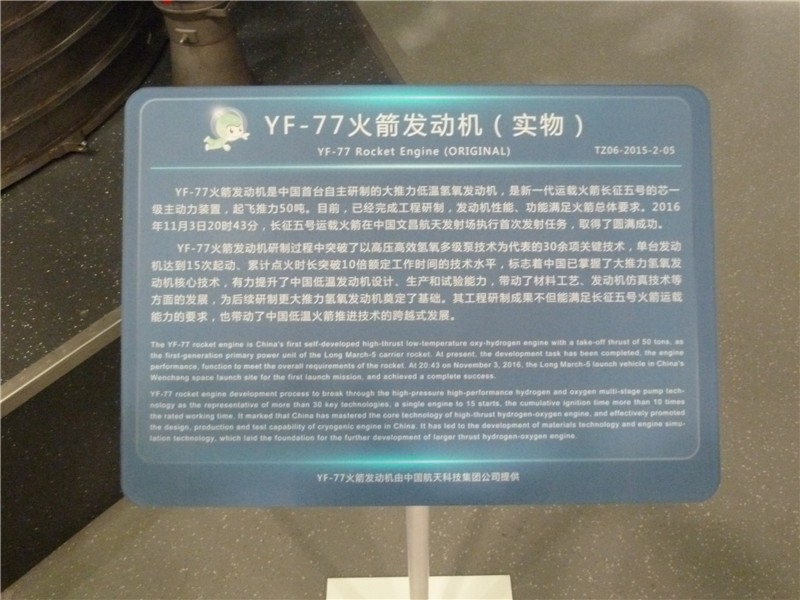 YF-77火箭发动机（实物）
YF-77 Rocket Engine (ORIGINAL)
TZ06-2015-2-05
YF-77火箭发动机是中国首台自主研制的大推力低温氢氧发动机，是新一代运载火箭长征五号的芯一
级主动力装置，起飞推力50吨。目前，已经完成工程研制，发动机性能、功能满足火箭总体要求。2016
年11月3日20时43分，长征五号运载火箭在中国文昌航天发射场执行首次发射任务，取得了圆满成功。
YF-77火箭发动机研制过程中突破了以高压高效氢氧多级泵技术为代表的30余项关键技术，单台发动
机达到15次起动、累计点火时长突破10倍额定工作时间的技术水平，标志着中国已掌握了大推力氢氧发
动机核心技术，有力提升了中国低温发动机设计、生产和试验能力，带动了材料工艺、发动机仿真技术等
方面的发展，为后续研制更大推力氢氧发动机奠定了基础。其工程研制成果不但能满足长征五号火箭运载
能力的要求，也带动了中国低温火箭推进技术的跨越式发展。
The YF-77 rocket engine is China's first self-developed high-thrust low-temperature oxy-hydrogen engine with a take-off thrust of 50 tons, as
the first-generation primary power unit of the Long March-5 carrier rocket. At present, the development task has been completed, the engine
performance, function to meet the overall requirements of the rocket. At 20:43 on November 3, 2016, the Long March-5 launch vehicle in China's
Wenchang space launch site for the first launch mission, and achieved a complete success.
YF-77 rocket engine development process to break through the high-pressure high-performance hydrogen and oxygen multi-stage pump tech-
nology as the representative of more than 30 key technologies, a single engine to 15 starts, the cumulative ignition time more than 10 times
the rated working time. It marked that China has mastered the core technology of high-thrust hydrogen-oxygen engine, and effectively promoted
the design, production and test capability of cryogenic engine in China. It has led to the development of materials technology and engine simu-
lation technology, which laid the foundation for the further development of larger thrust hydrogen-oxygen engine.
YF-77火箭发动机由中国航天科技集团公司提供